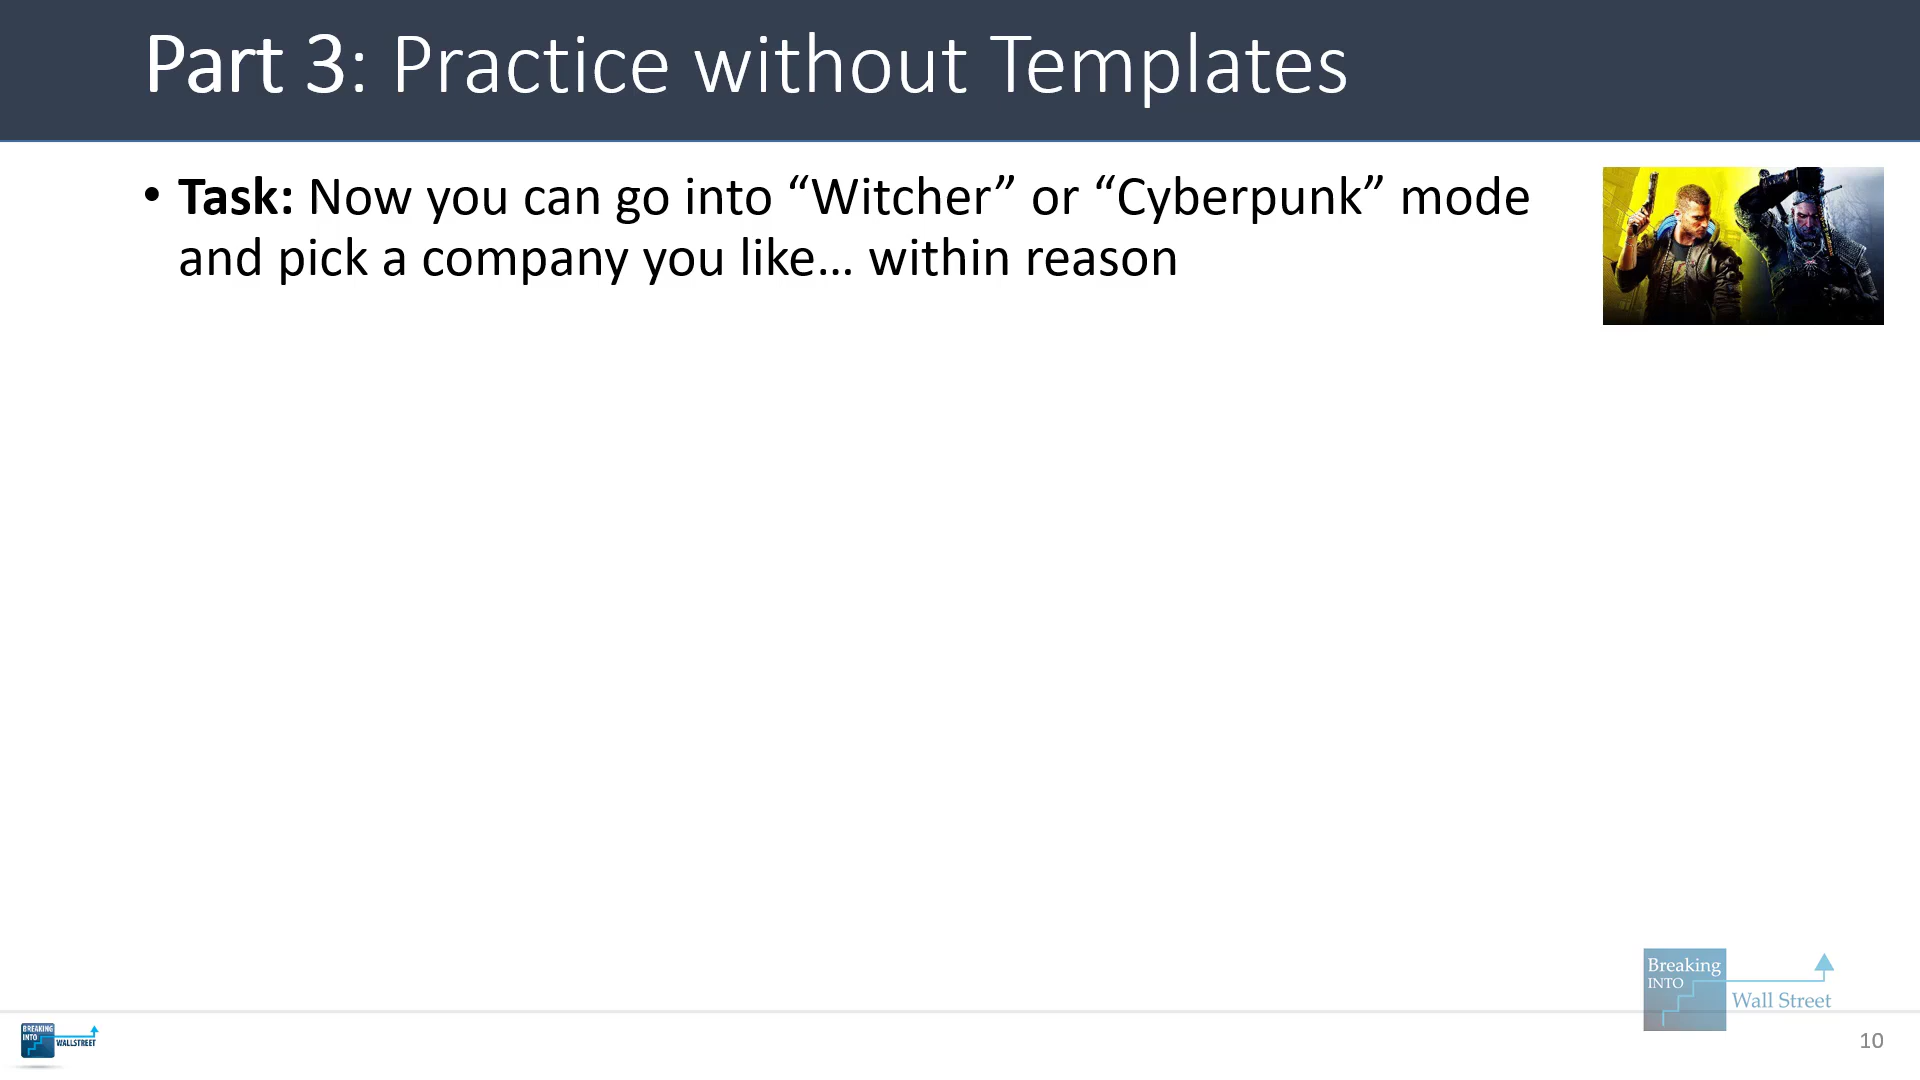 Part 3: Practice without Templates
• Task: Now you can go into “Witcher” or “Cyberpunk” mode
and pick a company you like… within reason
Breaking
INTO
Wall Street
BREAKING
INTO
WALLSTREET
10